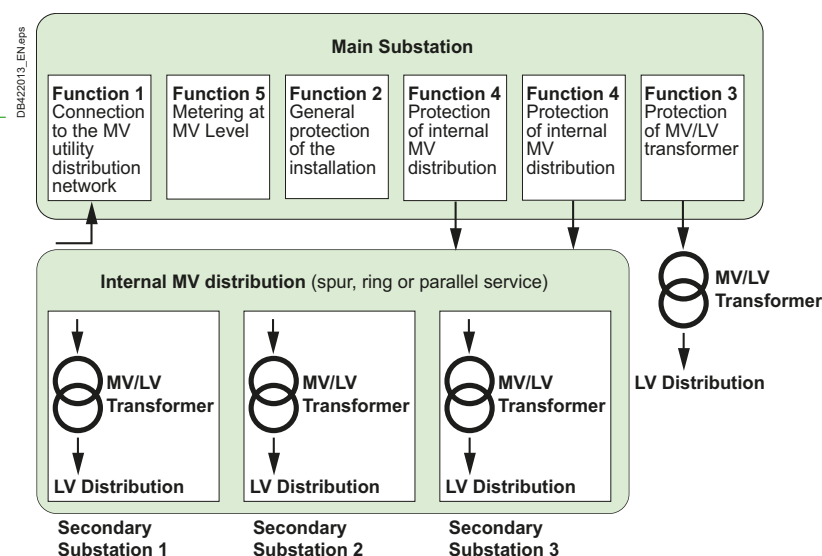 DB422013_EN.eps
Main Substation
Function 1
Connection
to the MV
utility
distribution
network
Function 5
Metering at
MV Level
Function 2
General
protection
of the
installation
Function 4
Protection
of internal
MV
distribution
Function 4
Protection
of internal
MV
distribution
Function 3
Protection
of MV/LV
transformer
MV/LV
Transformer
LV Distribution
Internal MV distribution (spur, ring or parallel service)
MV/LV
Transformer
LV Distribution
MV/LV
Transformer
LV Distribution
MV/LV
Transformer
LV Distribution
Secondary
Substation 1
Secondary
Substation 2
Secondary
Substation 3